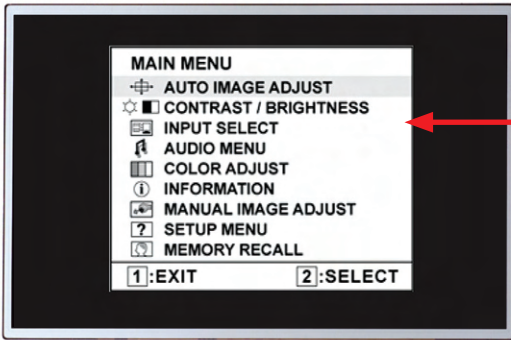 MAIN MENU
AUTO IMAGE ADJUST
CONTRAST / BRIGHTNESS
INPUT SELECT
AUDIO MENU
COLOR ADJUST
INFORMATION
MANUAL IMAGE ADJUST
? SETUP MENU
MEMORY RECALL
1:EXIT 2:SELECT